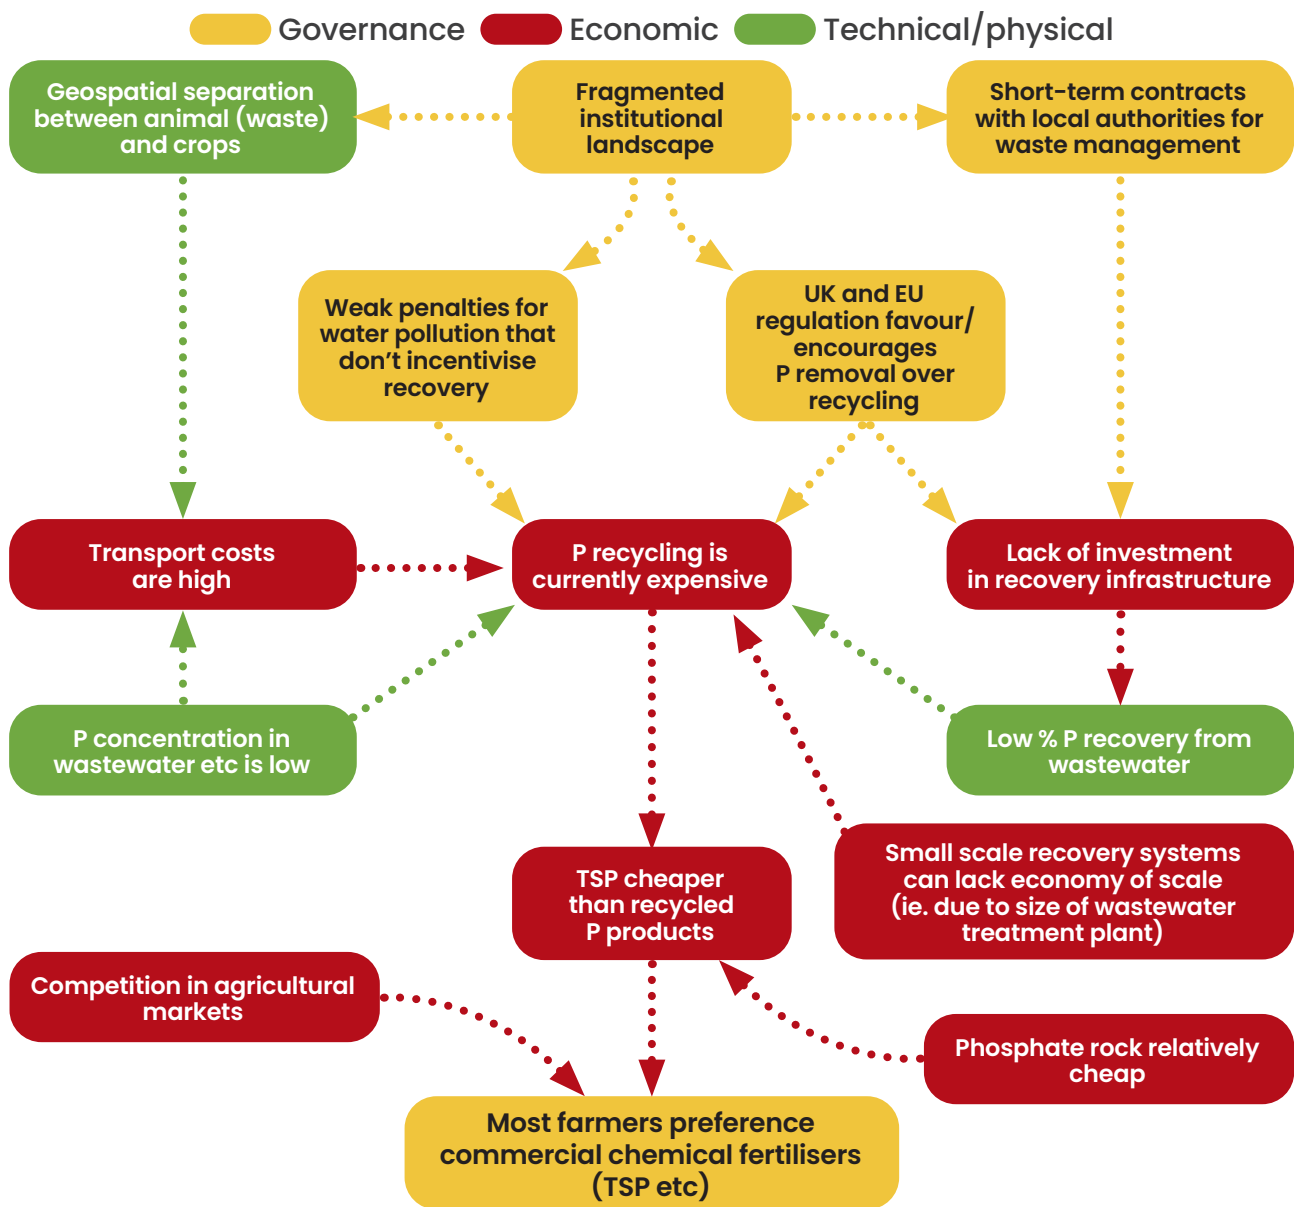 Governance Economic Technical/physical
Geospatial separation
between animal (waste)
and crops
Fragmented
institutional
landscape
Short-term contracts
with local authorities for
waste management
Weak penalties for
water pollution that
don't incentivise
recovery
UK and EU
regulation favour/
encourages
P removal over
recycling
Transport costs
are high
P recycling is
currently expensive
Lack of investment
in recovery infrastructure
P concentration in
wastewater etc is low
Low % P recovery from
wastewater
TSP cheaper
than recycled
P products
Small scale recovery systems
can lack economy of scale
(ie. due to size of wastewater
treatment plant)
Competition in agricultural
markets
Phosphate rock relatively
cheap
Most farmers preference
commercial chemical fertilisers
(TSP etc)